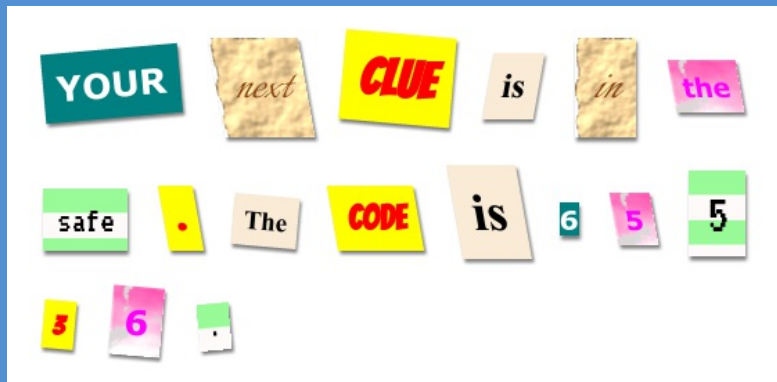 YOUR next CLUE is in the
safe . The CODE is 6 5 5
3 6 .